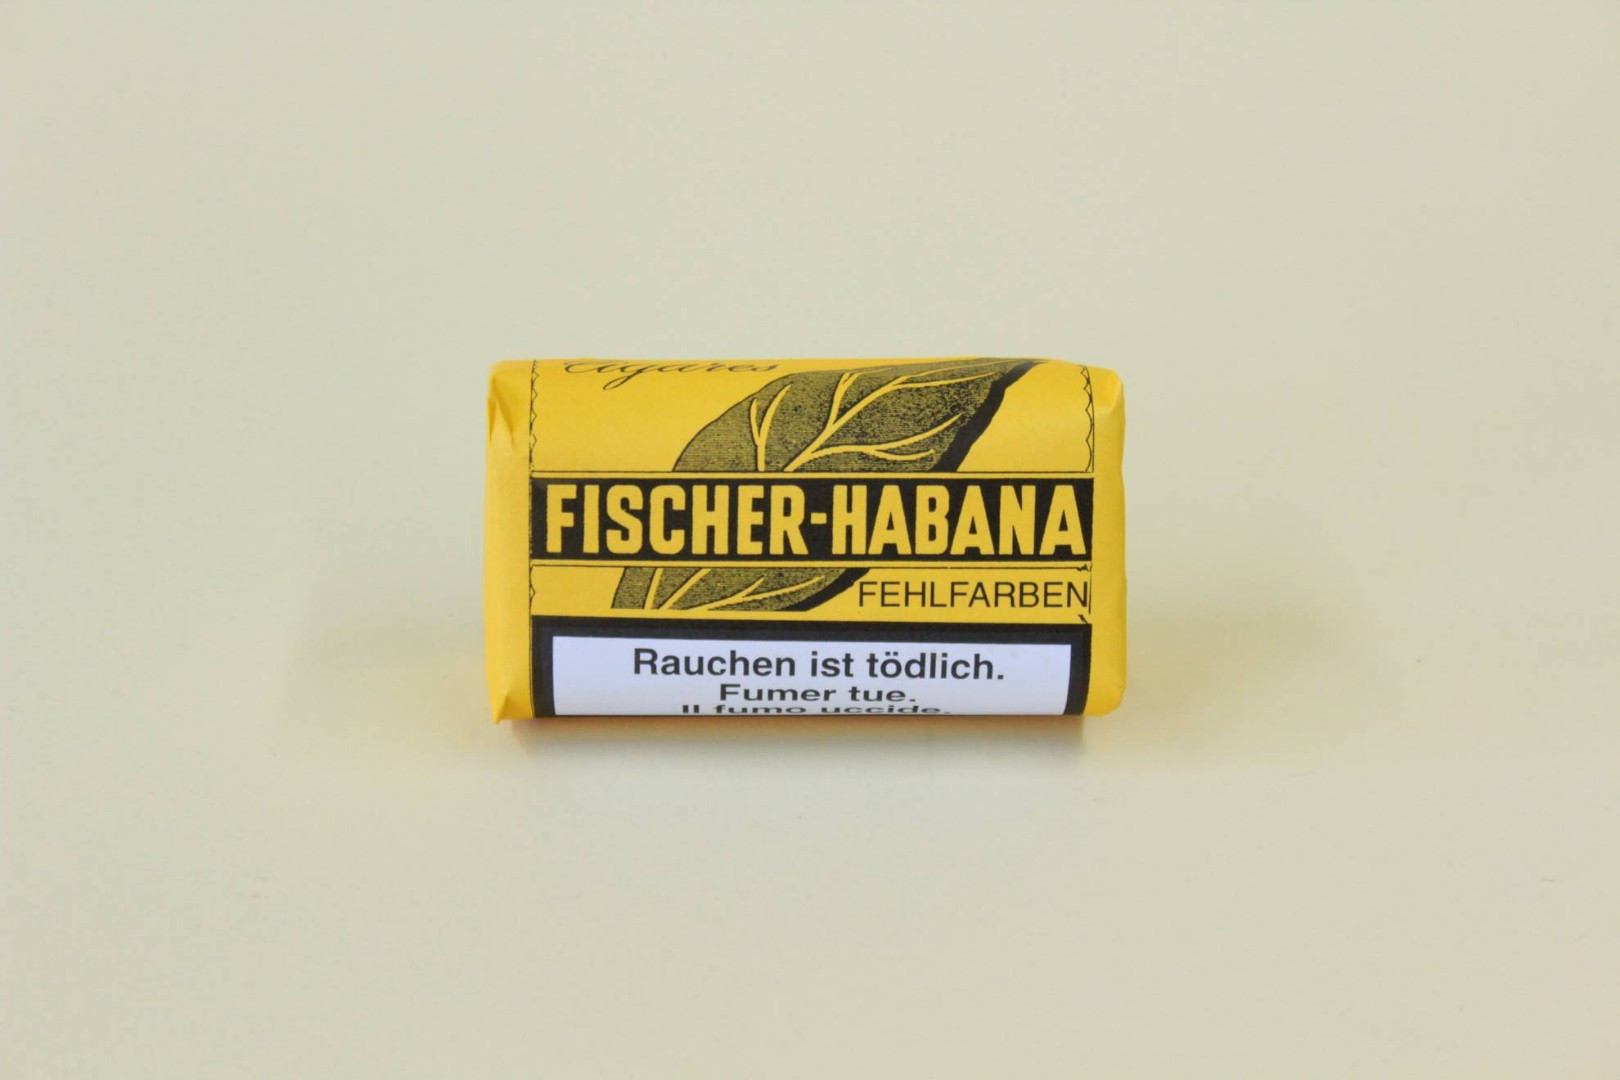 Cigares
FISCHER-HABANA
FEHLFARBEN
Rauchen ist tödlich.
Fumer tue.
Il fumo uccide.